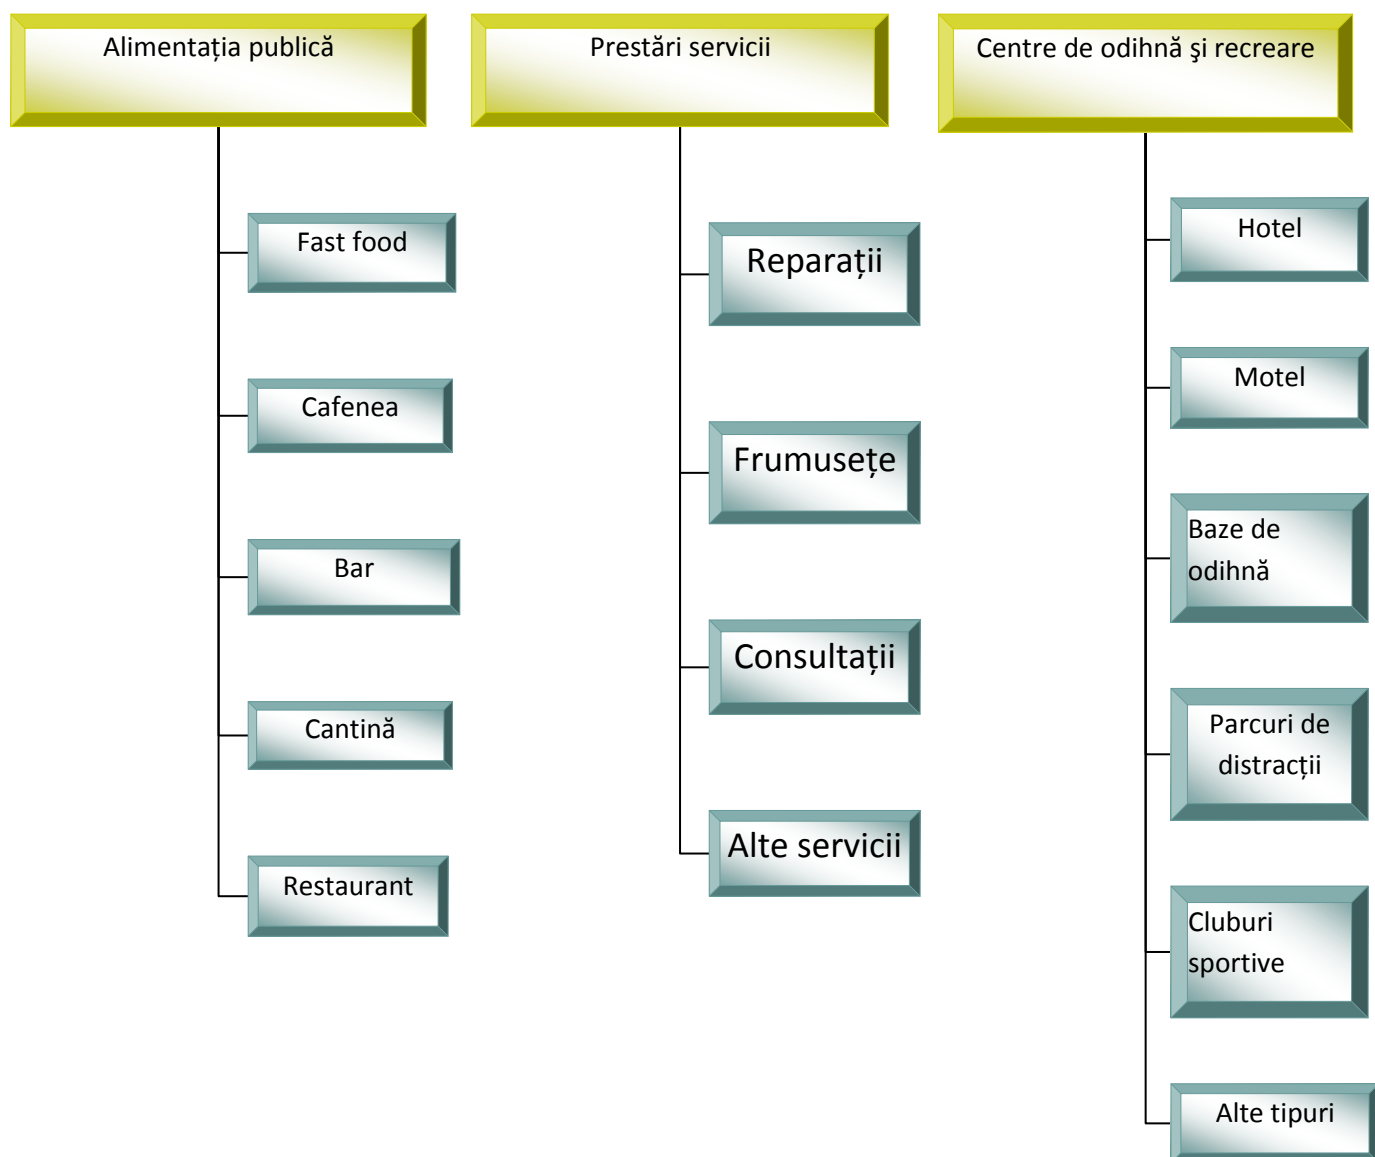 Alimentația publică
Fast food
Cafenea
Bar
Cantină
Restaurant
Prestări servicii
Reparații
Frumusețe
Consultații
Alte servicii
Centre de odihnă şi recreare
Hotel
Motel
Baze de
odihnă
Parcuri de
distracții
Cluburi
sportive
Alte tipuri